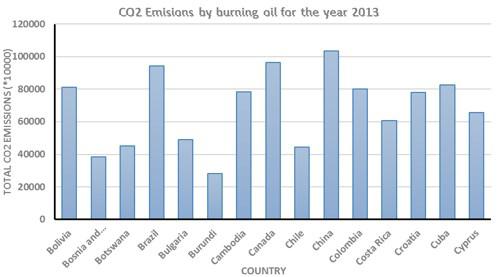 CO2 Emisions by burning oil for the year 2013
120000
100000
80000
60000
40000
20000
0
TOTAL CO2 EMISSIONS (*10000)
Bolivia
Bosnia and...
Botswana
Brazil
Bulgaria
Burundi
Cambodia
Canada
Chile
China
Colombia
Costa Rica
Croatia
Cuba
Cyprus
COUNTRY